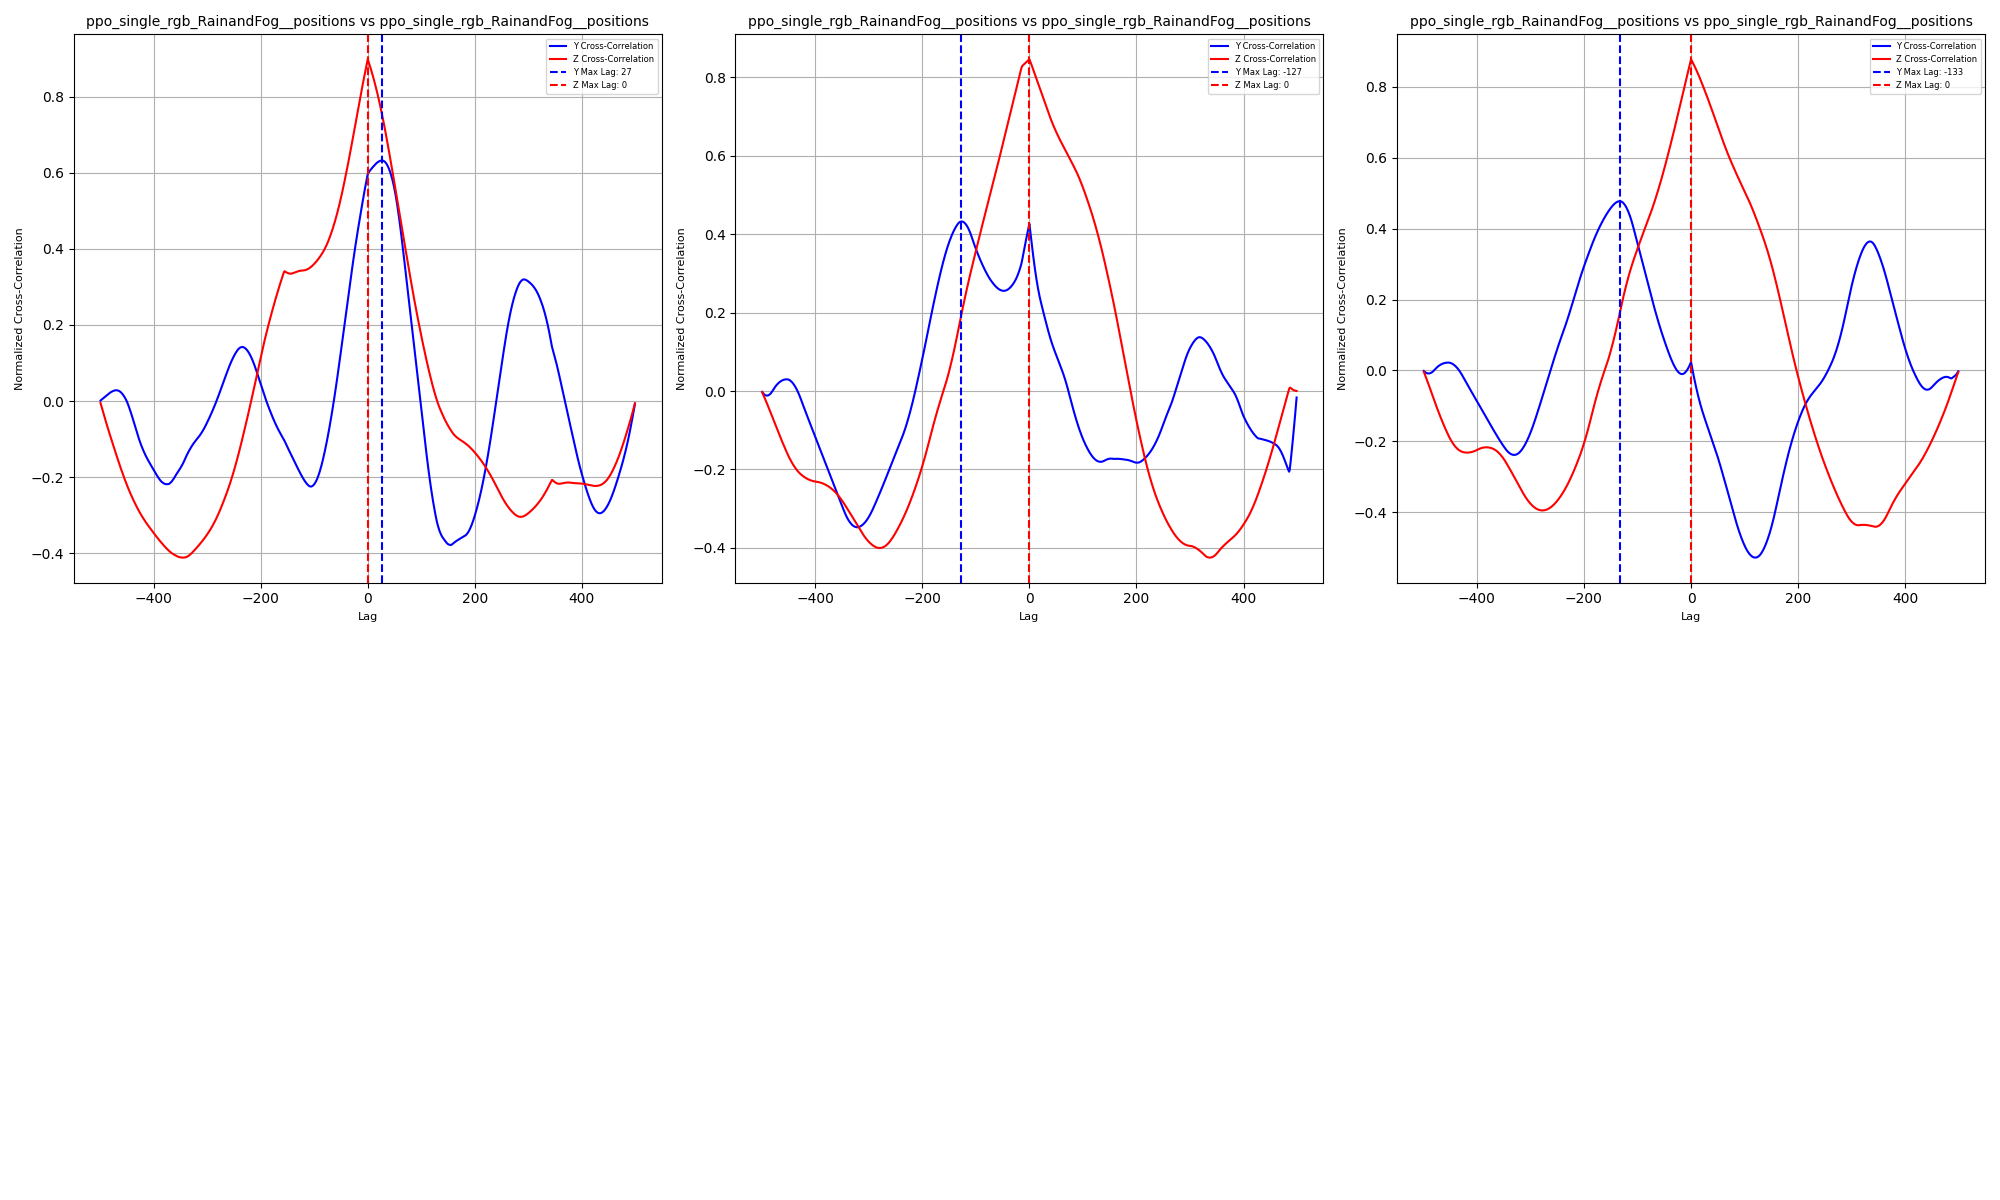 ppo_single_rgb_RainandFog__positions vs ppo_single_rgb_RainandFog__positions
Y Cross-Correlation
Z Cross-Correlation
Y Max Lag: 27
Z Max Lag: 0
Normalized Cross-Correlation
0.8
0.6
0.4
0.2
0.0
−0.2
−0.4
−400
−200
0
200
400
Lag
ppo_single_rgb_RainandFog__positions vs ppo_single_rgb_RainandFog__positions
Y Cross-Correlation
Z Cross-Correlation
Y Max Lag: -127
Z Max Lag: 0
Normalized Cross-Correlation
0.8
0.6
0.4
0.2
0.0
−0.2
−0.4
−400
−200
0
200
400
Lag
ppo_single_rgb_RainandFog__positions vs ppo_single_rgb_RainandFog__positions
Y Cross-Correlation
Z Cross-Correlation
Y Max Lag: -133
Z Max Lag: 0
Normalized Cross-Correlation
0.8
0.6
0.4
0.2
0.0
−0.2
−0.4
−400
−200
0
200
400
Lag